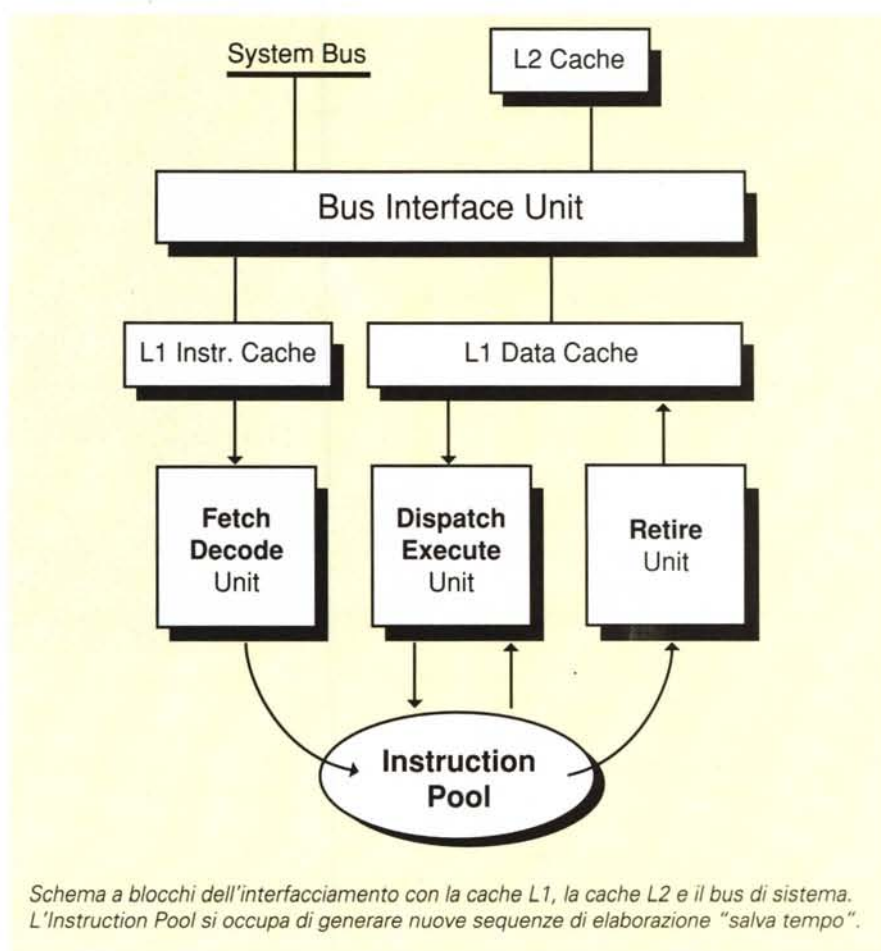 System Bus
L2 Cache
Bus Interface Unit
L1 Instr. Cache
L1 Data Cache
Fetch
Decode
Unit
Dispatch
Execute
Unit
Retire
Unit
Instruction
Pool
Schema a blocchi dell'interfacciamento con la cache L1, la cache L2 e il bus di sistema.
L'Instruction Pool si occupa di generare nuove sequenze di elaborazione "salva tempo".